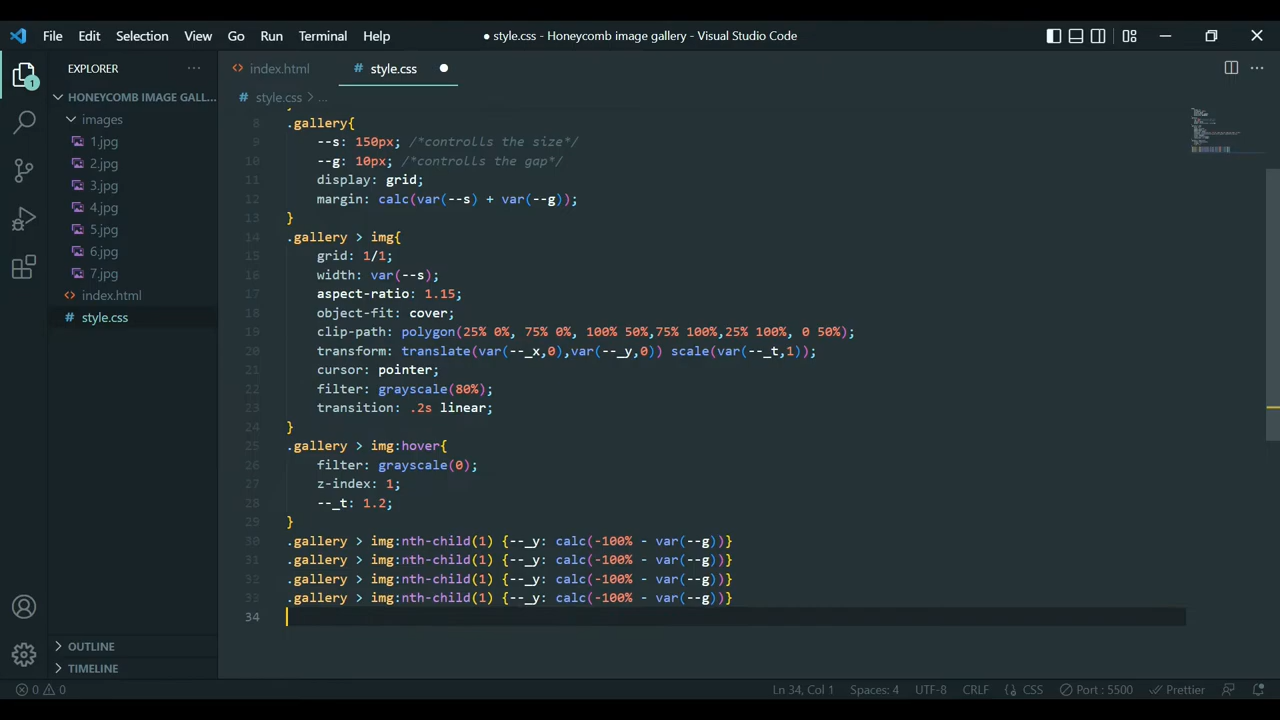 File Edit Selection View Go Run Terminal Help
● style.css - Honeycomb image gallery - Visual Studio Code
EXPLORER ...
HONEYCOMB IMAGE GALL...
images
1.jpg
2.jpg
3.jpg
4.jpg
5.jpg
6.jpg
7.jpg
index.html
style.css
OUTLINE
TIMELINE
1
index.html
# style.css ●
# style.css > ...
8 .gallery{
9 --s: 150px; /*controlls the size*/
10 --g: 10px; /*controlls the gap*/
11 display: grid;
12 margin: calc(var(--s) + var(--g));
13 }
14 .gallery > img{
15 grid: 1/1;
16 width: var(--s);
17 aspect-ratio: 1.15;
18 object-fit: cover;
19 clip-path: polygon(25% 0%, 75% 0%, 100% 50%,75% 100%,25% 100%, 0 50%);
20 transform: translate(var(--_x,0),var(--_y,0)) scale(var(--_t,1));
21 cursor: pointer;
22 filter: grayscale(80%);
23 transition: .2s linear;
24 }
25 .gallery > img:hover{
26 filter: grayscale(0);
27 z-index: 1;
28 --_t: 1.2;
29 }
30 .gallery > img:nth-child(1) {--_y: calc(-100% - var(--g))}
31 .gallery > img:nth-child(1) {--_y: calc(-100% - var(--g))}
32 .gallery > img:nth-child(1) {--_y: calc(-100% - var(--g))}
33 .gallery > img:nth-child(1) {--_y: calc(-100% - var(--g))}
34
0 0 Ln 34, Col 1 Spaces: 4 UTF-8 CRLF {} CSS Port : 5500 Prettier